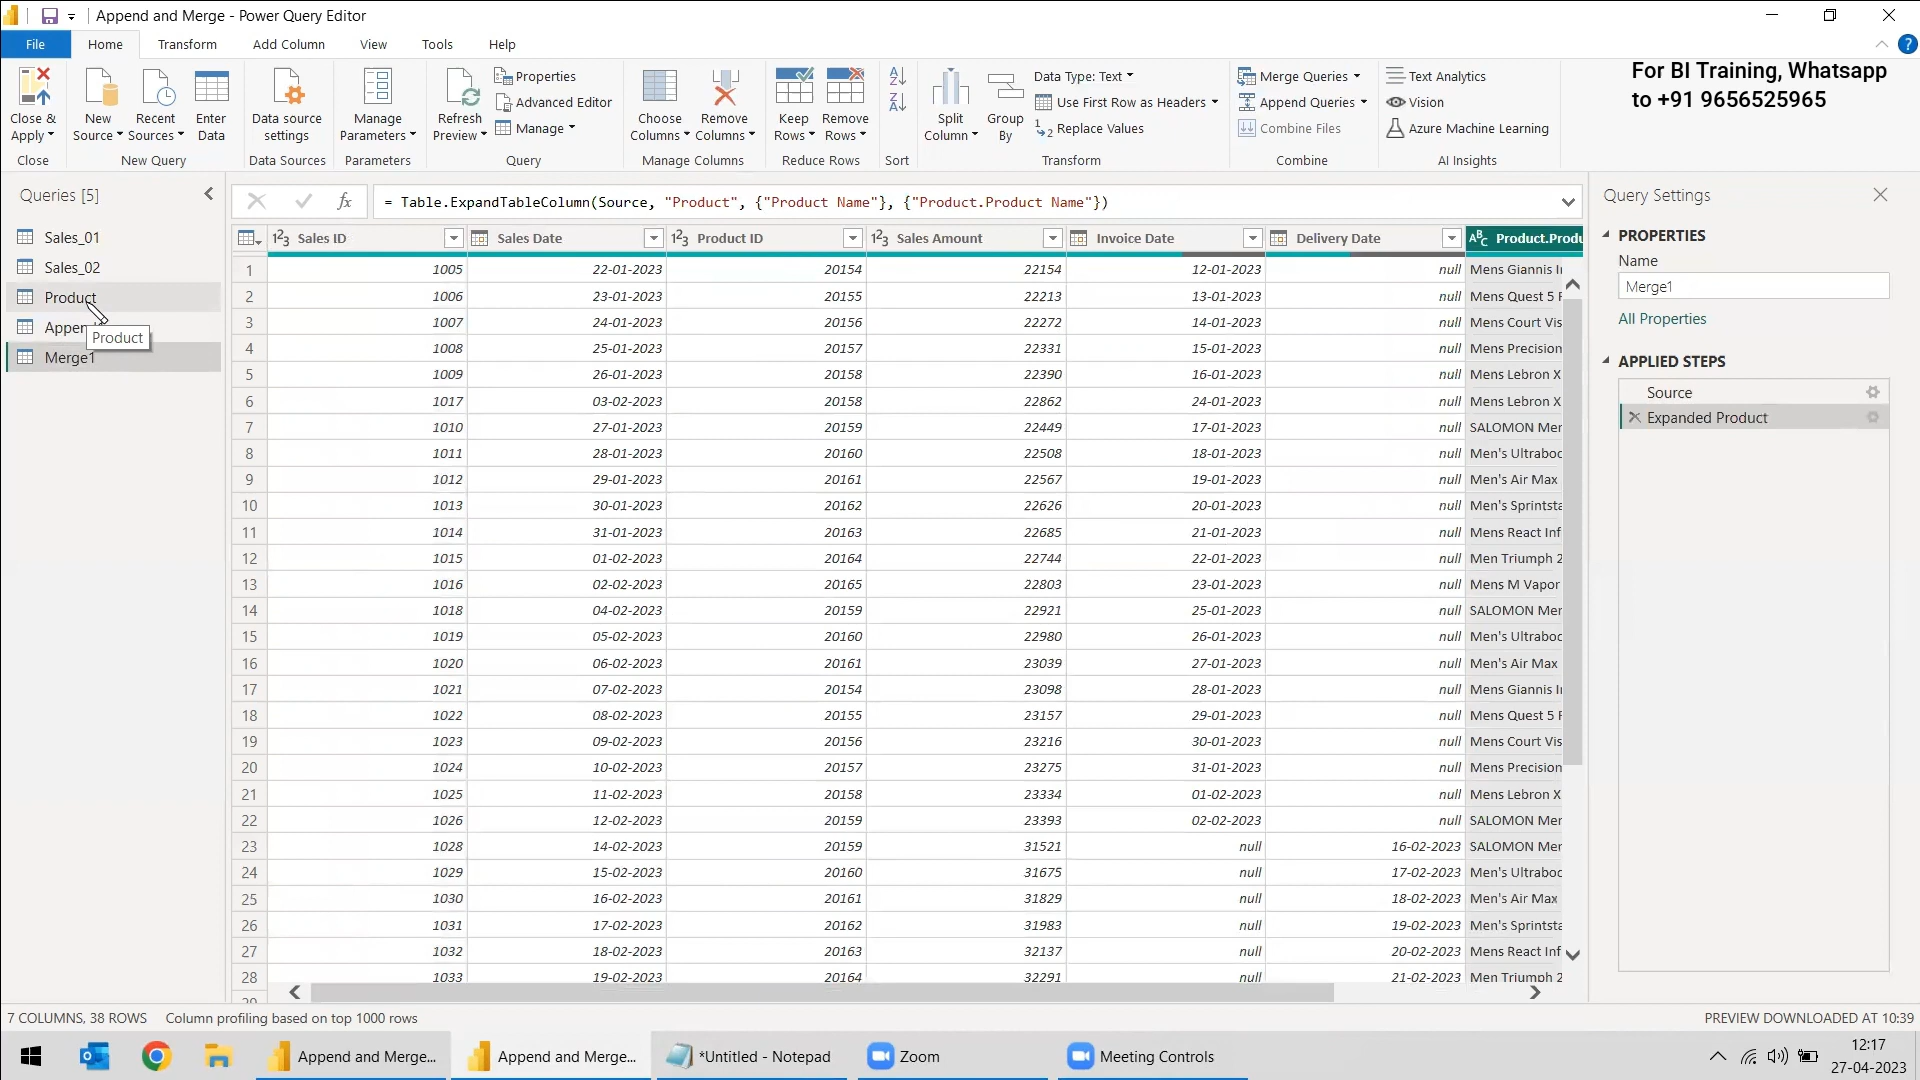 Append and Merge - Power Query Editor
File Home Transform Add Column View Tools Help
For BI Training, Whatsapp
to +91 9656525965
Close &
Apply
Close
New
Source
Recent
Sources
Enter
Data
New Query
Data source
settings
Data Sources
Manage
Parameters
Parameters
Refresh
Preview
Properties
Advanced Editor
Manage
Query
Choose
Columns
Remove
Columns
Manage Columns
Keep
Rows
Remove
Rows
Reduce Rows
Sort
Split
Column
Group
By
Data Type: Text
Use First Row as Headers
Replace Values
Transform
Merge Queries
Append Queries
Combine Files
Combine
Text Analytics
Vision
Azure Machine Learning
AI Insights
Queries [5]
Sales_01
Sales_02
Product
Appen
Product
Merge1
fx = Table.ExpandTableColumn(Source, "Product", {"Product Name"}, {"Product.Product Name"})
Sales ID Sales Date Product ID Sales Amount Invoice Date Delivery Date Product.Produ
1 1005 22-01-2023 20154 22154 12-01-2023 null Mens Giannis I
2 1006 23-01-2023 20155 22213 13-01-2023 null Mens Quest 5 F
3 1007 24-01-2023 20156 22272 14-01-2023 null Mens Court Vis
4 1008 25-01-2023 20157 22331 15-01-2023 null Mens Precision
5 1009 26-01-2023 20158 22390 16-01-2023 null Mens Lebron X
6 1017 03-02-2023 20158 22862 24-01-2023 null Mens Lebron X
7 1010 27-01-2023 20159 22449 17-01-2023 null SALOMON Mer
8 1011 28-01-2023 20160 22508 18-01-2023 null Men's Ultraboo
9 1012 29-01-2023 20161 22567 19-01-2023 null Men's Air Max
10 1013 30-01-2023 20162 22626 20-01-2023 null Men's Sprintsta
11 1014 31-01-2023 20163 22685 21-01-2023 null Mens React Inf
12 1015 01-02-2023 20164 22744 22-01-2023 null Men Triumph 2
13 1016 02-02-2023 20165 22803 23-01-2023 null Mens M Vapor
14 1018 04-02-2023 20159 22921 25-01-2023 null SALOMON Mer
15 1019 05-02-2023 20160 22980 26-01-2023 null Men's Ultraboo
16 1020 06-02-2023 20161 23039 27-01-2023 null Men's Air Max
17 1021 07-02-2023 20154 23098 28-01-2023 null Mens Giannis I
18 1022 08-02-2023 20155 23157 29-01-2023 null Mens Quest 5 F
19 1023 09-02-2023 20156 23216 30-01-2023 null Mens Court Vis
20 1024 10-02-2023 20157 23275 31-01-2023 null Mens Precision
21 1025 11-02-2023 20158 23334 01-02-2023 null Mens Lebron X
22 1026 12-02-2023 20159 23393 02-02-2023 null SALOMON Mer
23 1028 14-02-2023 20159 31521 null 16-02-2023 SALOMON Mer
24 1029 15-02-2023 20160 31675 null 17-02-2023 Men's Ultraboo
25 1030 16-02-2023 20161 31829 null 18-02-2023 Men's Air Max
26 1031 17-02-2023 20162 31983 null 19-02-2023 Men's Sprintsta
27 1032 18-02-2023 20163 32137 null 20-02-2023 Mens React Inf
28 1033 19-02-2023 20164 32291 null 21-02-2023 Men Triumph 2
Query Settings
PROPERTIES
Name
Merge1
All Properties
APPLIED STEPS
Source
Expanded Product
7 COLUMNS, 38 ROWS Column profiling based on top 1000 rows PREVIEW DOWNLOADED AT 10:39
Append and Merge... Append and Merge... *Untitled - Notepad Zoom Meeting Controls
12:17
27-04-2023